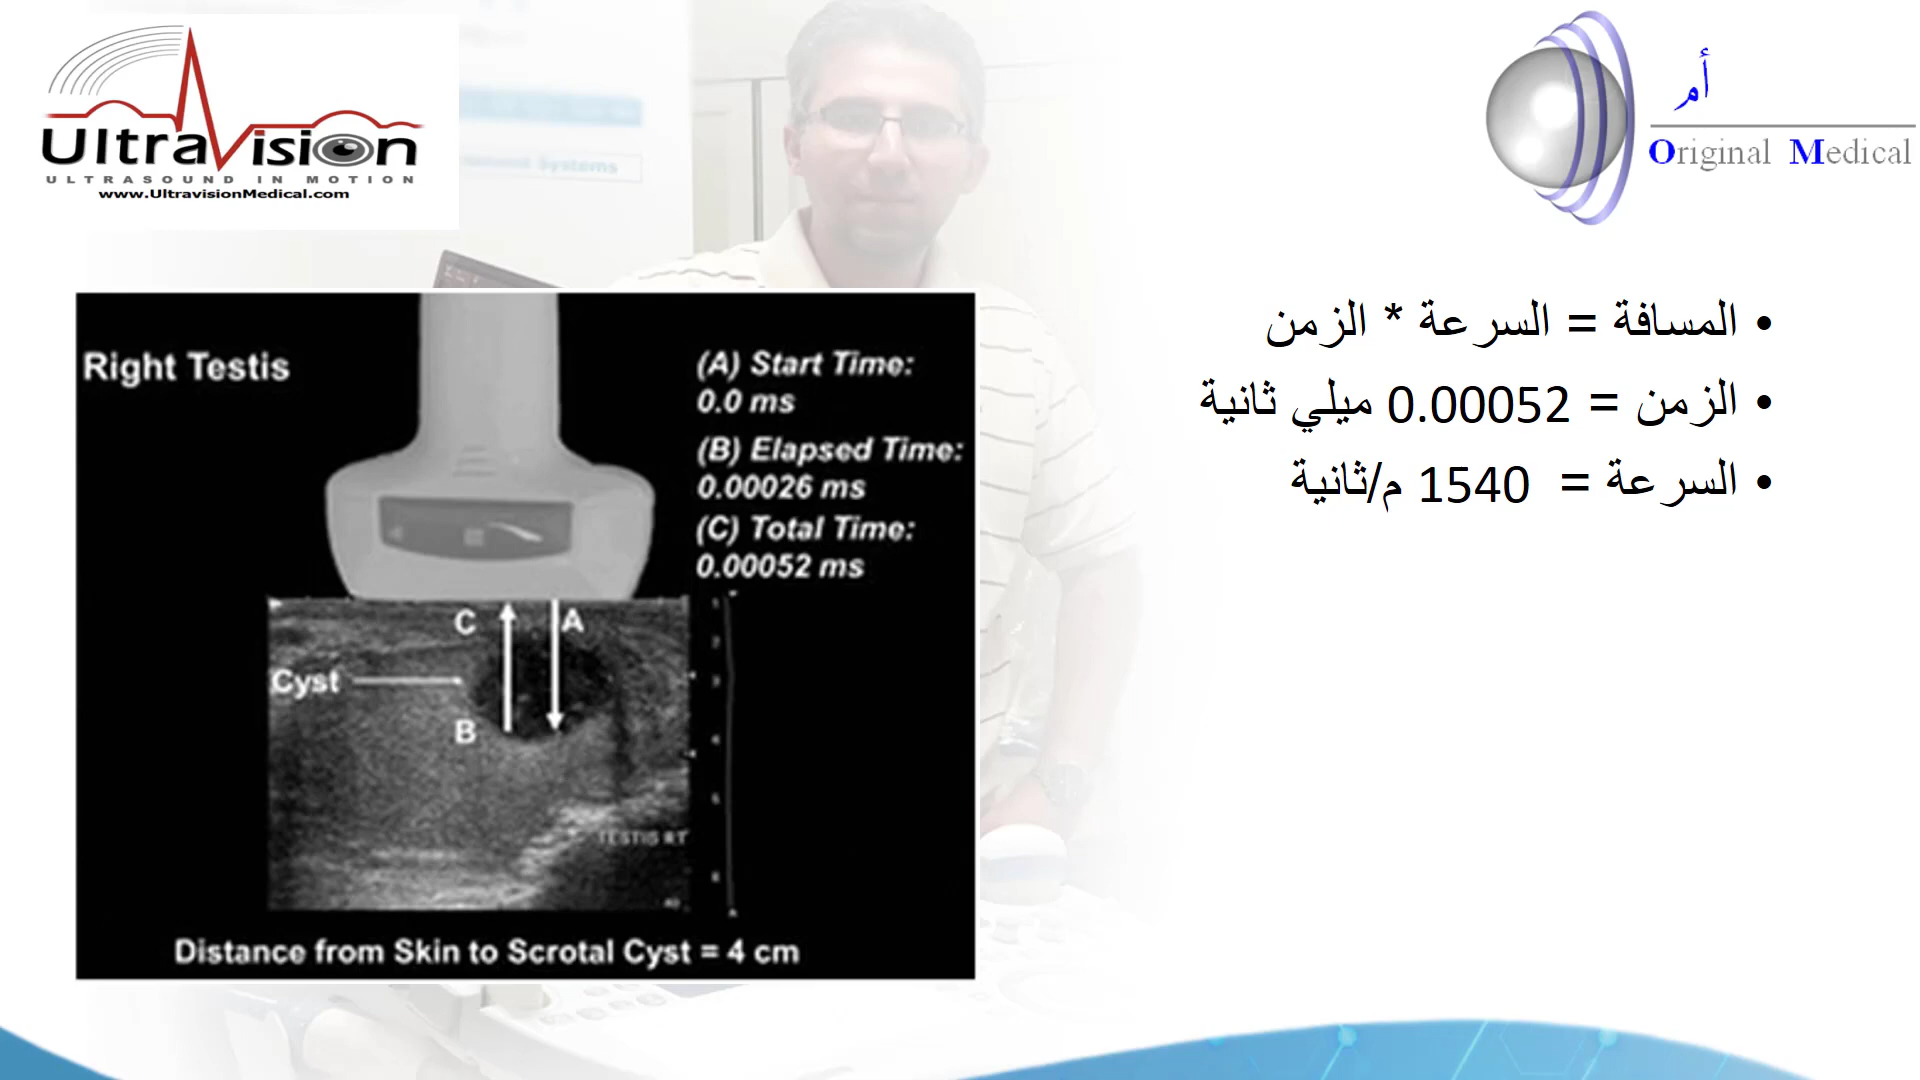 UltraVision
ULTRASOUND IN MOTION
www.UltravisionMedical.com
أم
Original Medical
• المسافة = السرعة * الزمن
• الزمن = 0.00052 ميلي ثانية
• السرعة = 1540 م/ثانية
Right Testis
(A) Start Time:
0.0 ms
(B) Elapsed Time:
0.00026 ms
(C) Total Time:
0.00052 ms
C
A
Cyst
B
TESTIS RT
Distance from Skin to Scrotal Cyst = 4 cm